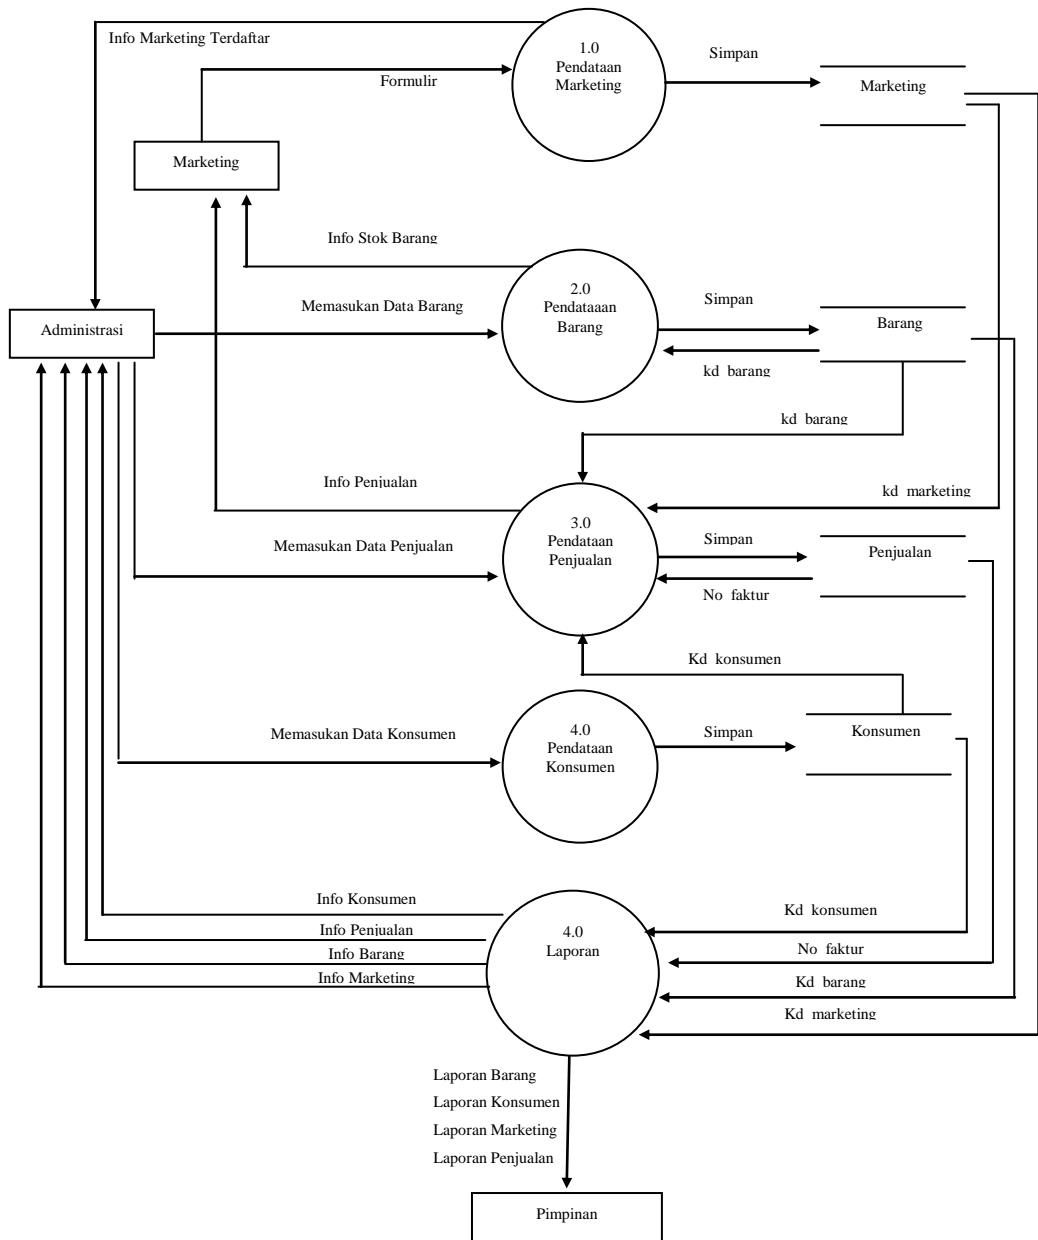 Info Marketing Terdaftar
1.0
Pendataan
Marketing
Simpan
Formulir
Marketing
Marketing
Info Stok Barang
2.0
Pendataaan
Barang
Memasukan Data Barang
Simpan
Administrasi
Barang
kd barang
kd barang
Info Penjualan
kd marketing
3.0
Pendataan
Penjualan
Memasukan Data Penjualan
Simpan
Penjualan
No faktur
Kd konsumen
Memasukan Data Konsumen
4.0
Pendataan
Konsumen
Simpan
Konsumen
Info Konsumen
Info Penjualan
Info Barang
Info Marketing
4.0
Laporan
Kd konsumen
No faktur
Kd barang
Kd marketing
Laporan Barang
Laporan Konsumen
Laporan Marketing
Laporan Penjualan
Pimpinan